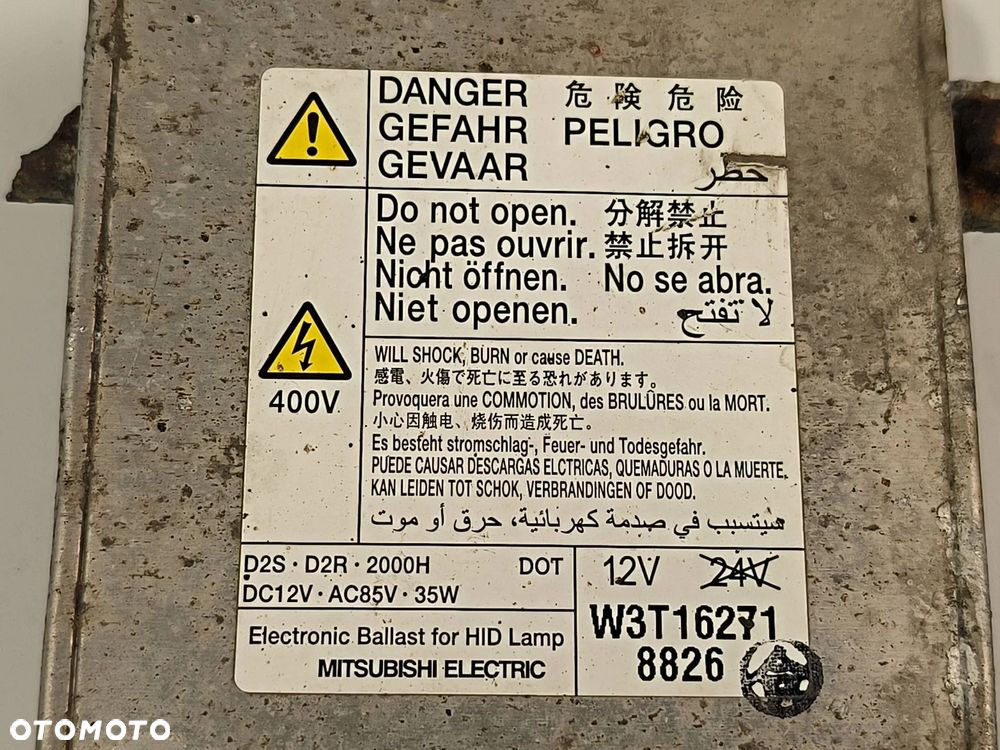 DANGER 危険 危险
GEFAHR PELIGRO
GEVAAR خطر
Do not open. 分解禁止
Ne pas ouvrir. 禁止拆开
Nicht öffnen. No se abra.
Niet openen. لا تفتح
400V
WILL SHOCK, BURN or cause DEATH.
感電、火傷で死亡に至る恐れがあります。
Provoquera une COMMOTION, des BRULÛRES ou la MORT.
小心因触电、烧伤而造成死亡。
Es besteht stromschlag-, Feuer- und Todesgefahr.
PUEDE CAUSAR DESCARGAS ELCTRICAS, QUEMADURAS O LA MUERTE.
KAN LEIDEN TOT SCHOK, VERBRANDINGEN OF DOOD.
سيتسبب في صدمة كهربائية، حرق أو موت
D2S · D2R · 2000H DOT
DC12V · AC85V · 35W
12V 24V
Electronic Ballast for HID Lamp
MITSUBISHI ELECTRIC
W3T16271
8826
OTOMOTO